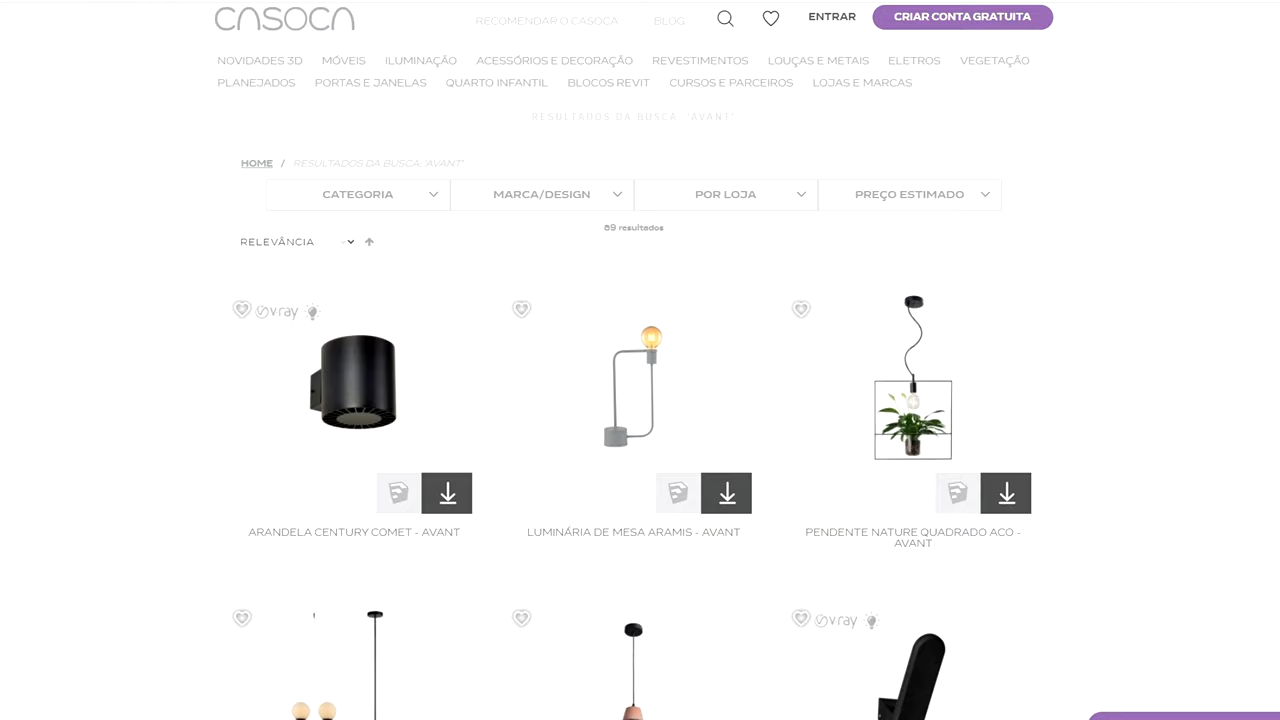 CASOCA
RECOMENDAR O CASOCA BLOG ENTRAR CRIAR CONTA GRATUITA
NOVIDADES 3D MÓVEIS ILUMINAÇÃO ACESSÓRIOS E DECORAÇÃO REVESTIMENTOS LOUÇAS E METAIS ELETROS VEGETAÇÃO
PLANEJADOS PORTAS E JANELAS QUARTO INFANTIL BLOCOS REVIT CURSOS E PARCEIROS LOJAS E MARCAS
RESULTADOS DA BUSCA: 'AVANT'
HOME / RESULTADOS DA BUSCA: 'AVANT'
CATEGORIA MARCA/DESIGN POR LOJA PREÇO ESTIMADO
89 resultados
RELEVÂNCIA
vray
ARANDELA CENTURY COMET - AVANT
LUMINÁRIA DE MESA ARAMIS - AVANT
PENDENTE NATURE QUADRADO ACO -
AVANT
vray